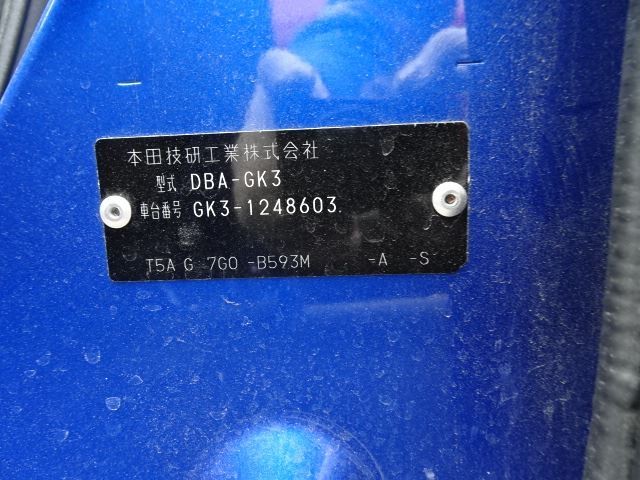 本田技研工業株式会社
型式 DBA-GK3
車台番号 GK3-1248603
T5A G 7G0 -B593M -A -S